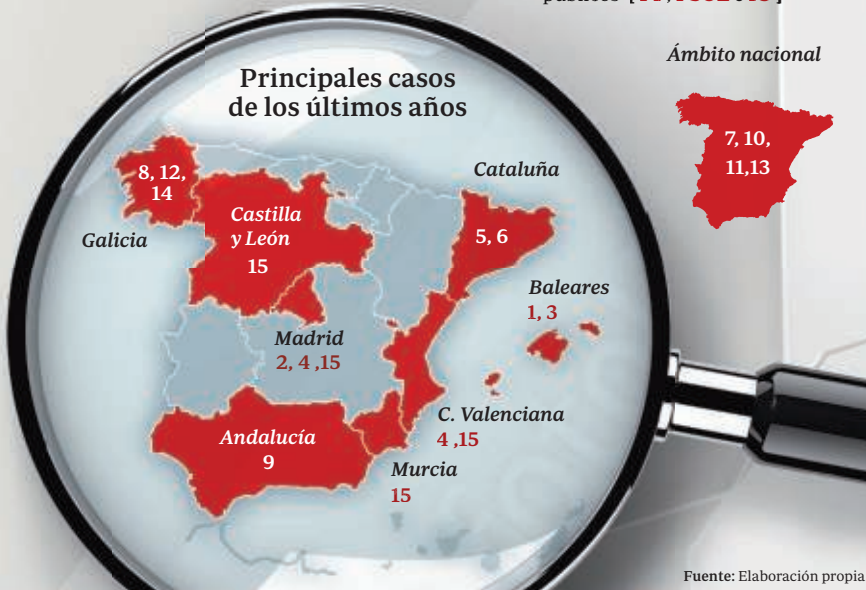 Ámbito nacional
7, 10,
11,13
Principales casos
de los últimos años
8, 12,
14
Galicia
Castilla
y León
15
Cataluña
5, 6
Baleares
1, 3
Madrid
2, 4 ,15
C. Valenciana
4 ,15
Andalucía
9
Murcia
15
Fuente: Elaboración propia